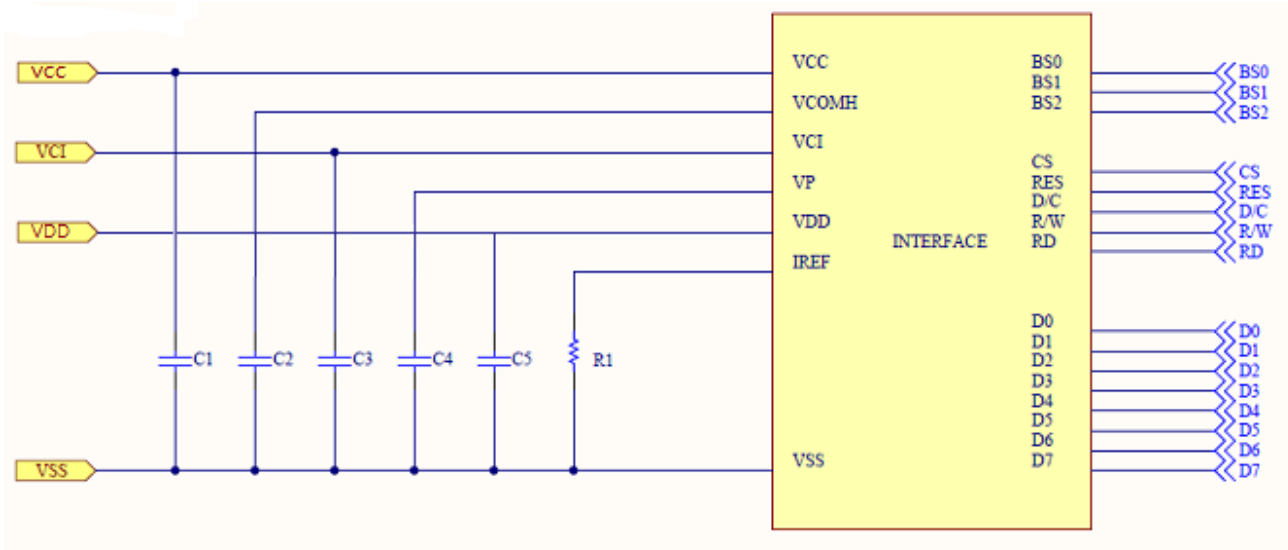 VCC
VCC
BS0
BS0
BS1
BS1
VCOMH
BS2
BS2
VCI
VCI
CS
CS
VP
RES
RES
D/C
D/C
VDD
VDD
R/W
R/W
INTERFACE
RD
RD
IREF
D0
D0
D1
D1
C1
C2
C3
C4
C5
R1
D2
D2
D3
D3
D4
D4
D5
D5
D6
D6
VSS
VSS
D7
D7